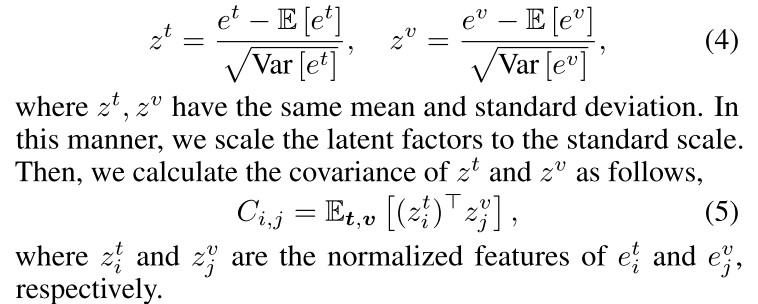 z^t = \frac{e^t - \mathbb{E}[e^t]}{\sqrt{\mathrm{Var}[e^t]}}, z^v = \frac{e^v - \mathbb{E}[e^v]}{\sqrt{\mathrm{Var}[e^v]}}, (4)
where z^t, z^v have the same mean and standard deviation. In
this manner, we scale the latent factors to the standard scale.
Then, we calculate the covariance of z^t and z^v as follows,
C_{i,j} = \mathbb{E}_{\boldsymbol{t,v}} [(z_i^t)^\top z_j^v], (5)
where z_i^t and z_j^v are the normalized features of e_i^t and e_j^v,
respectively.